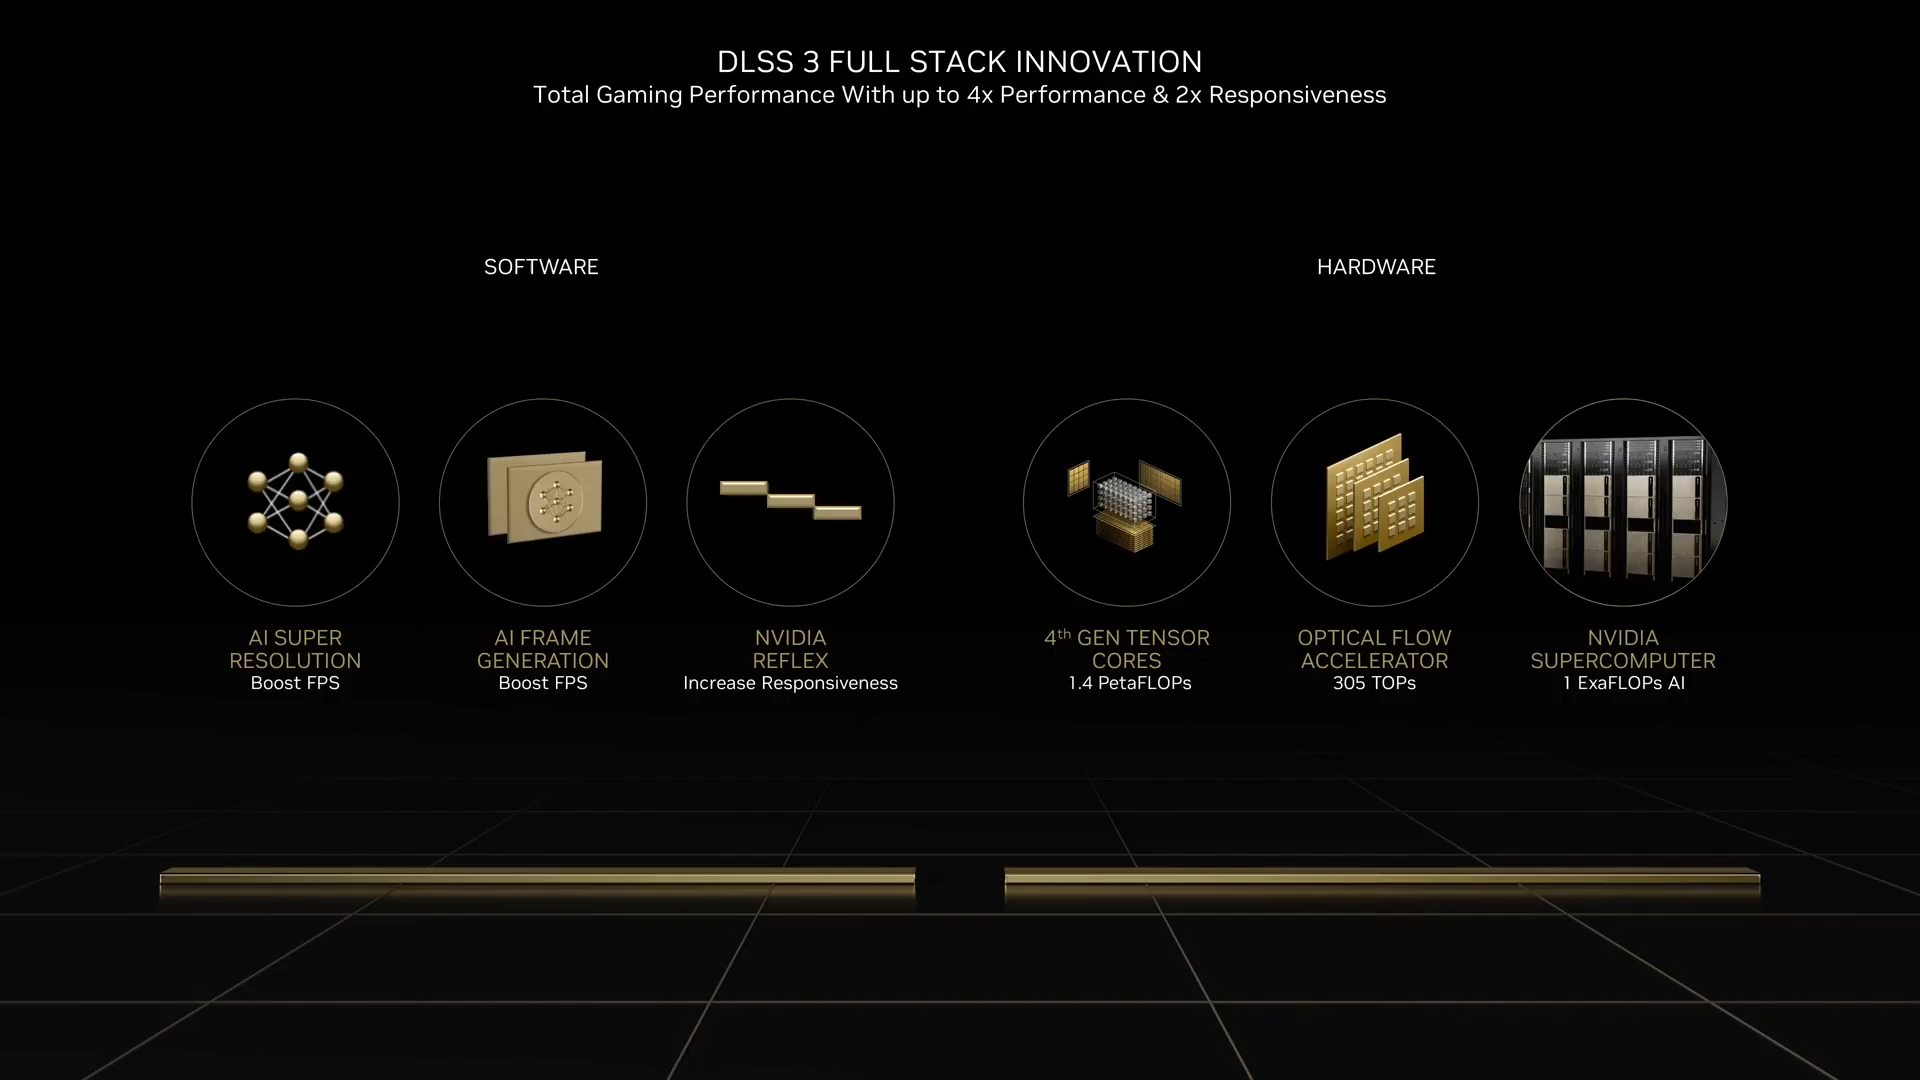 DLSS 3 FULL STACK INNOVATION
Total Gaming Performance With up to 4x Performance & 2x Responsiveness
SOFTWARE
AI SUPER
RESOLUTION
Boost FPS
AI FRAME
GENERATION
Boost FPS
NVIDIA
REFLEX
Increase Responsiveness
HARDWARE
4th GEN TENSOR
CORES
1.4 PetaFLOPs
OPTICAL FLOW
ACCELERATOR
305 TOPs
NVIDIA
SUPERCOMPUTER
1 ExaFLOPs AI